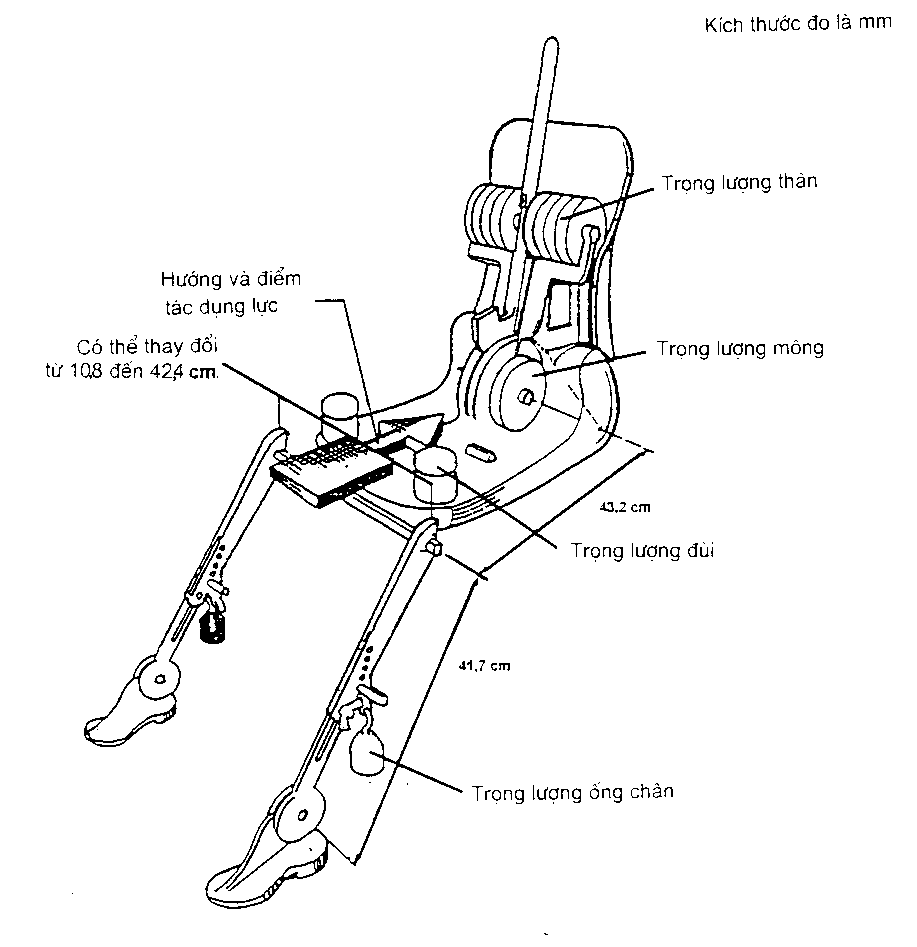 Kích thước đo là mm
Trọng lượng thân
Hướng và điểm
tác dụng lực
Có thể thay đổi
từ 10,8 đến 42,4 cm.
Trọng lượng mông
43,2 cm
Trọng lượng đùi
41,7 cm
Trọng lượng ống chân